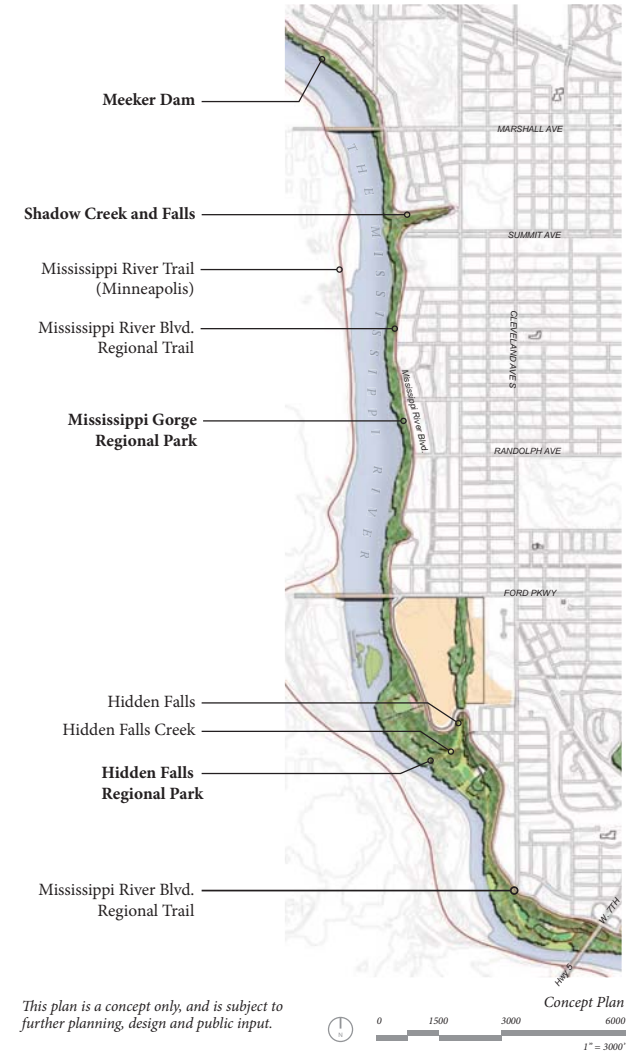 Meeker Dam
MARSHALL AVE
Shadow Creek and Falls
SUMMIT AVE
Mississippi River Trail
(Minneapolis)
THE MISSISSIPPI RIVER
Mississippi River Blvd.
Regional Trail
CLEVELAND AVE S
Mississippi River Blvd.
Mississippi Gorge
Regional Park
RANDOLPH AVE
FORD PKWY
Hidden Falls
Hidden Falls Creek
Hidden Falls
Regional Park
Mississippi River Blvd.
Regional Trail
W. 7TH
Hwy 5
This plan is a concept only, and is subject to
further planning, design and public input.
N
Concept Plan
0 1500 3000 6000
1" = 3000'